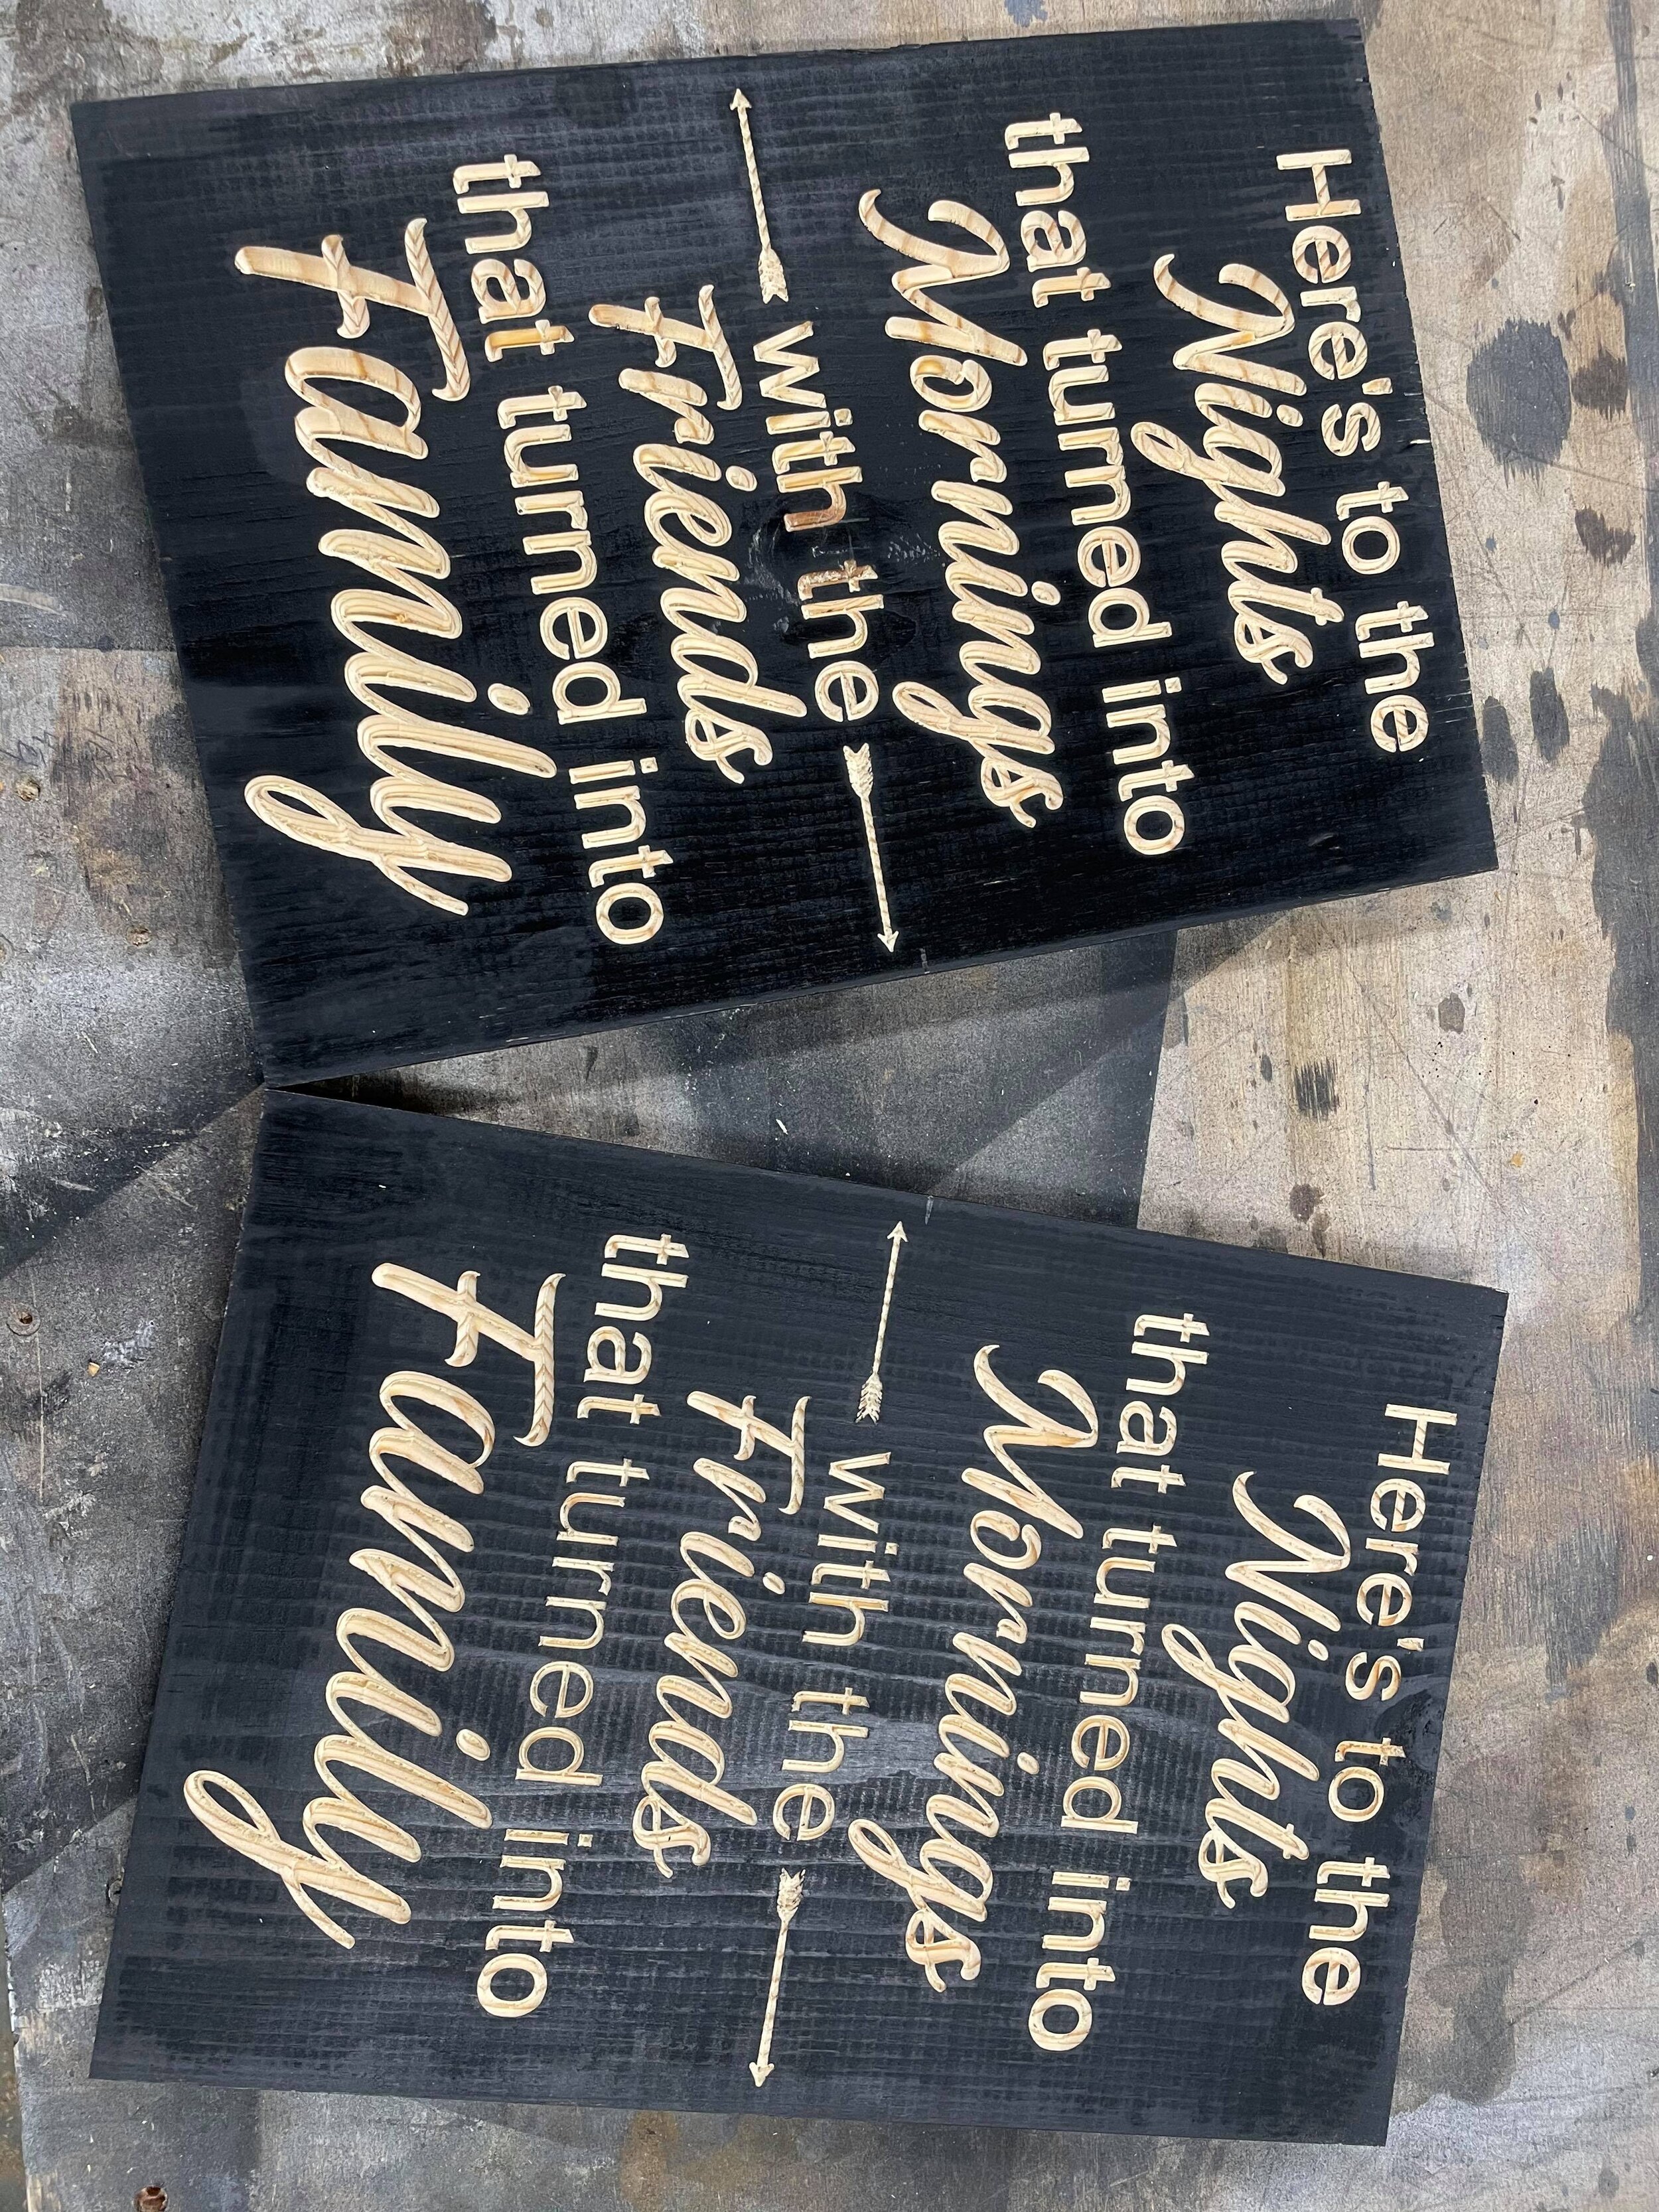 Here's to the
Nights
that turned into
Mornings
with the
Friends
that turned into
Family
Here's to the
Nights
that turned into
Mornings
with the
Friends
that turned into
Family